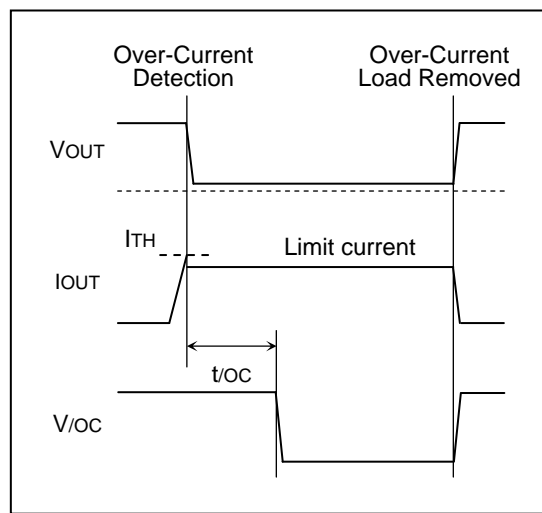 Over-Current
Detection
Over-Current
Load Removed
VOUT
ITH
Limit current
IOUT
t/OC
V/OC